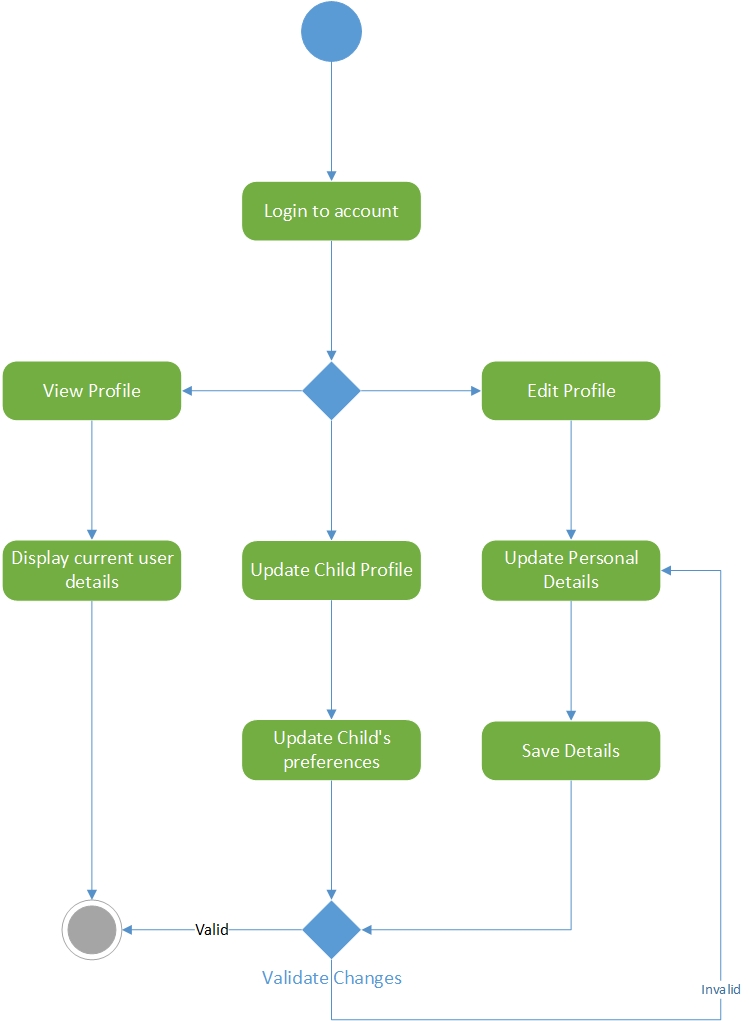 Login to account
View Profile
Edit Profile
Display current user
details
Update Child Profile
Update Personal
Details
Update Child's
preferences
Save Details
Valid
Validate Changes
Invalid